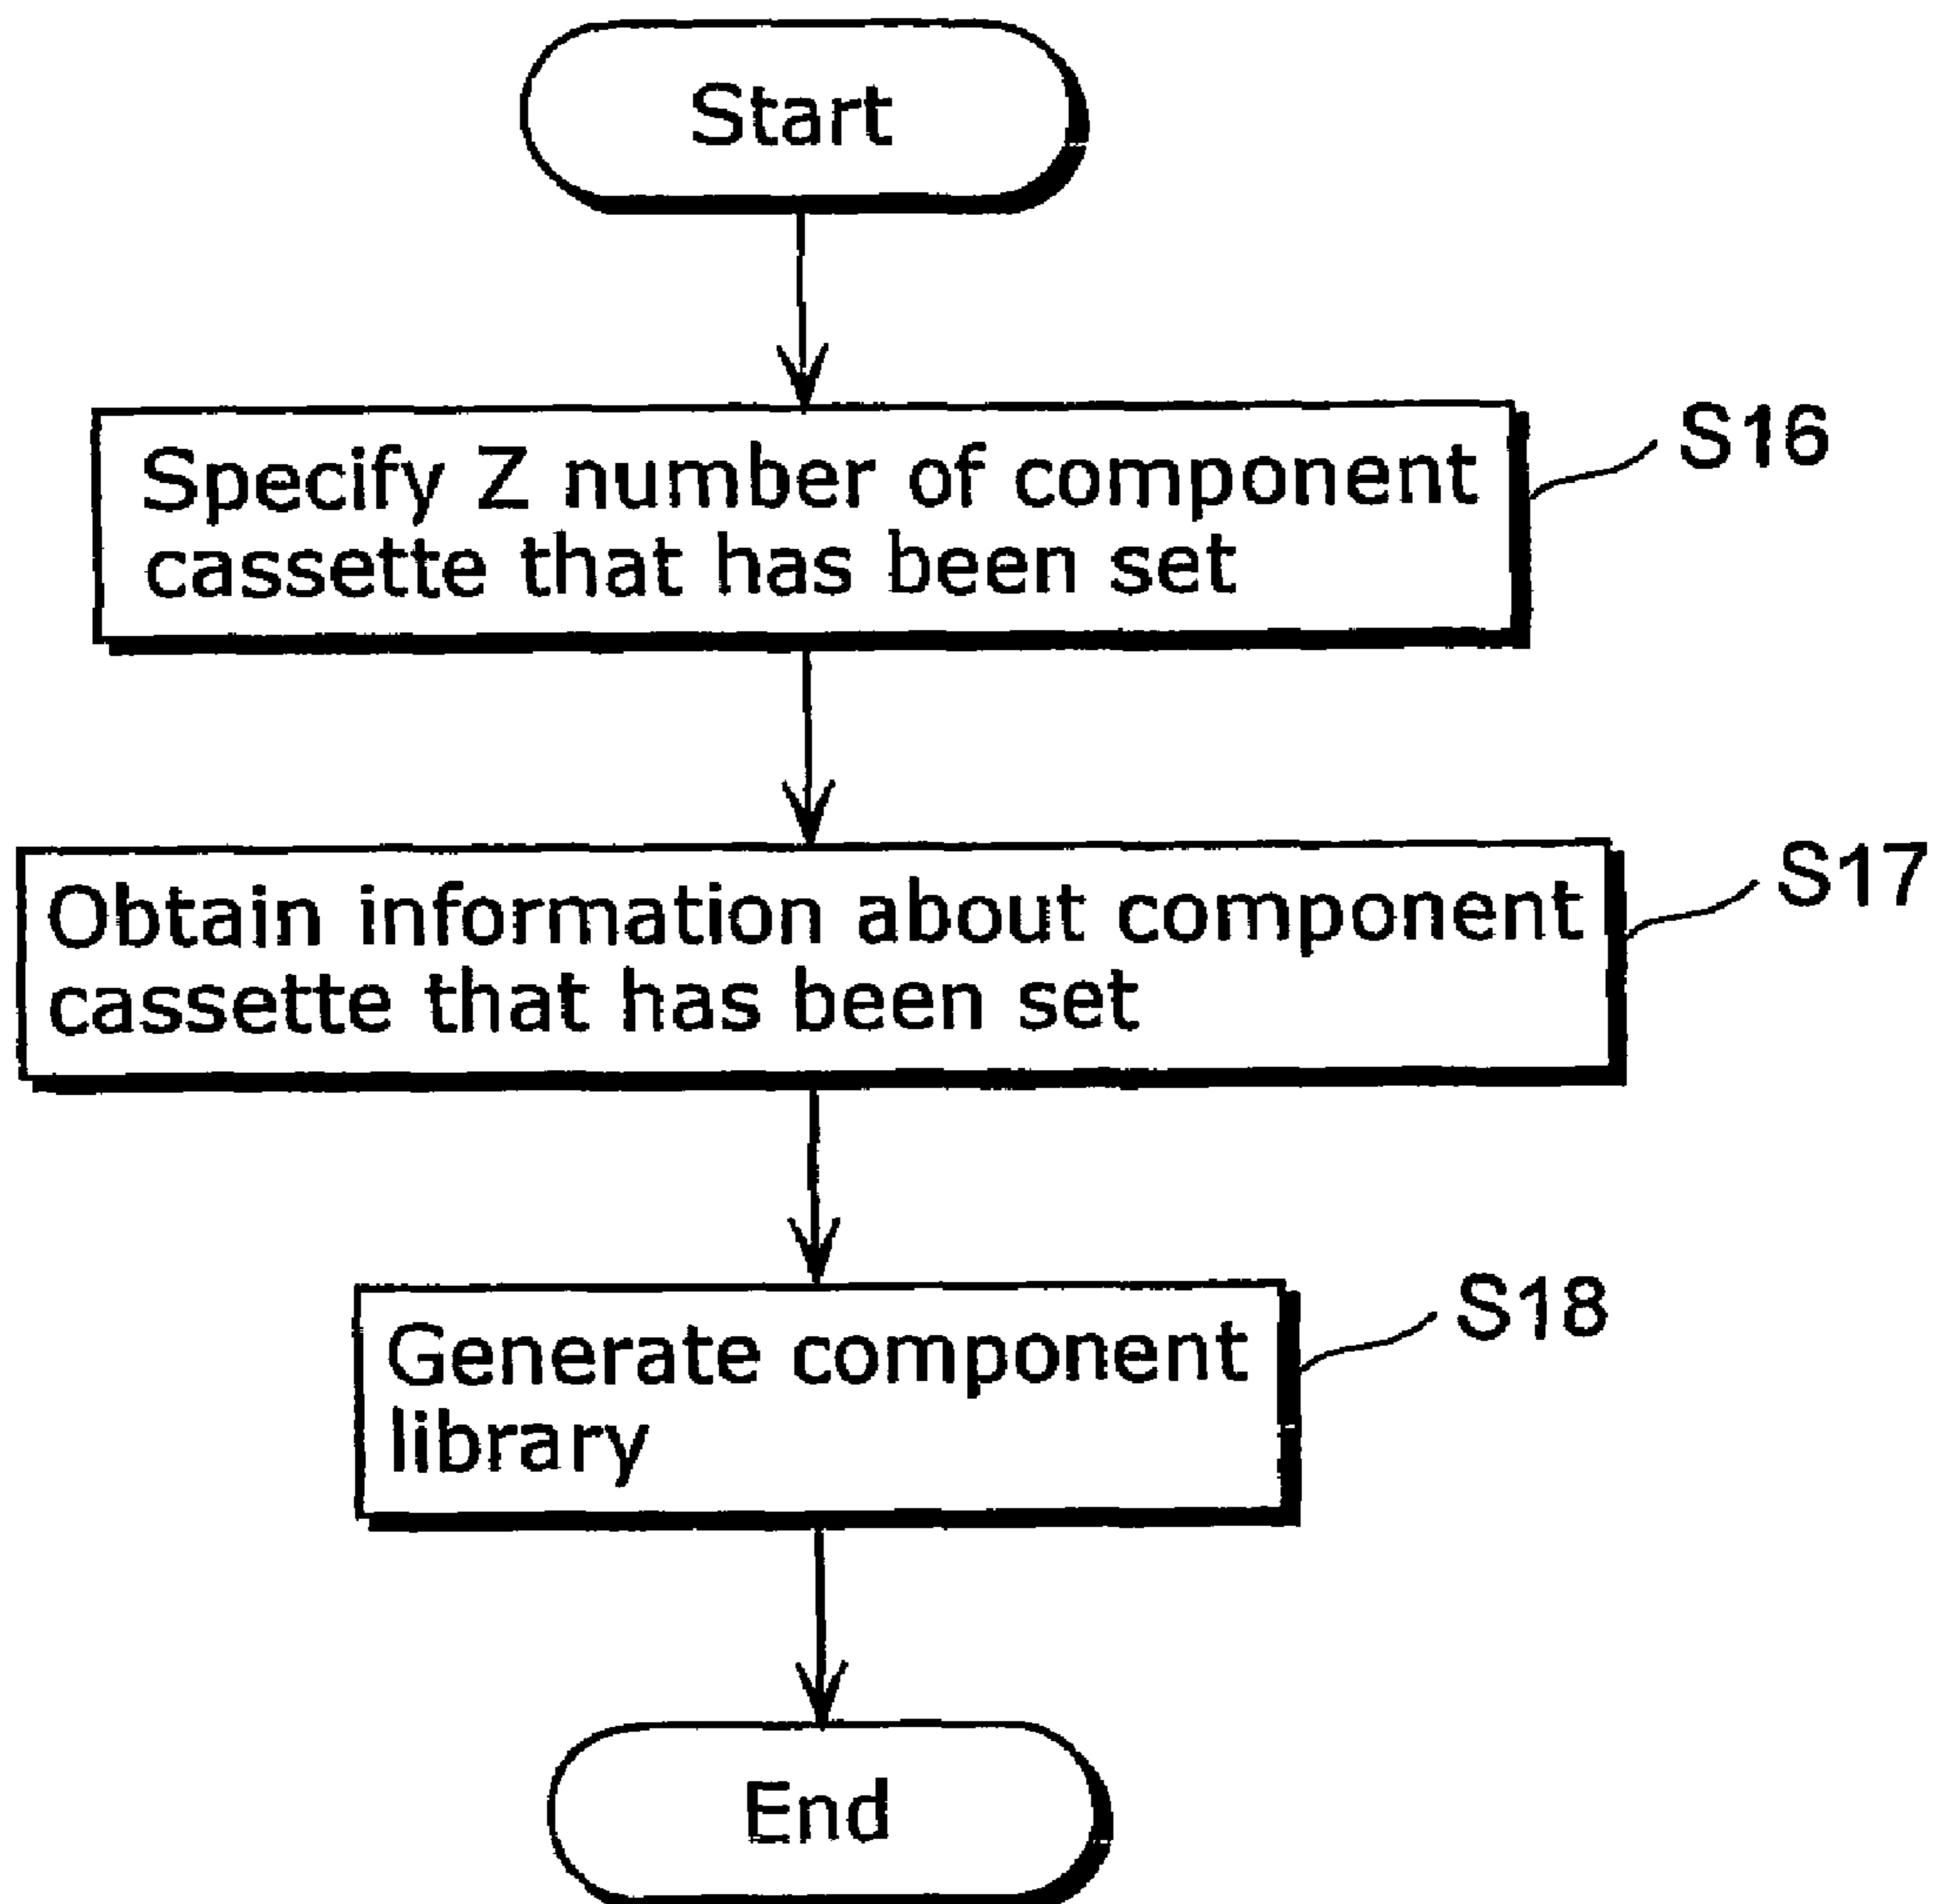 Start
Specify Z number of component
cassette that has been set
S16
Obtain information about component
cassette that has been set
S17
Generate component
library
S18
End